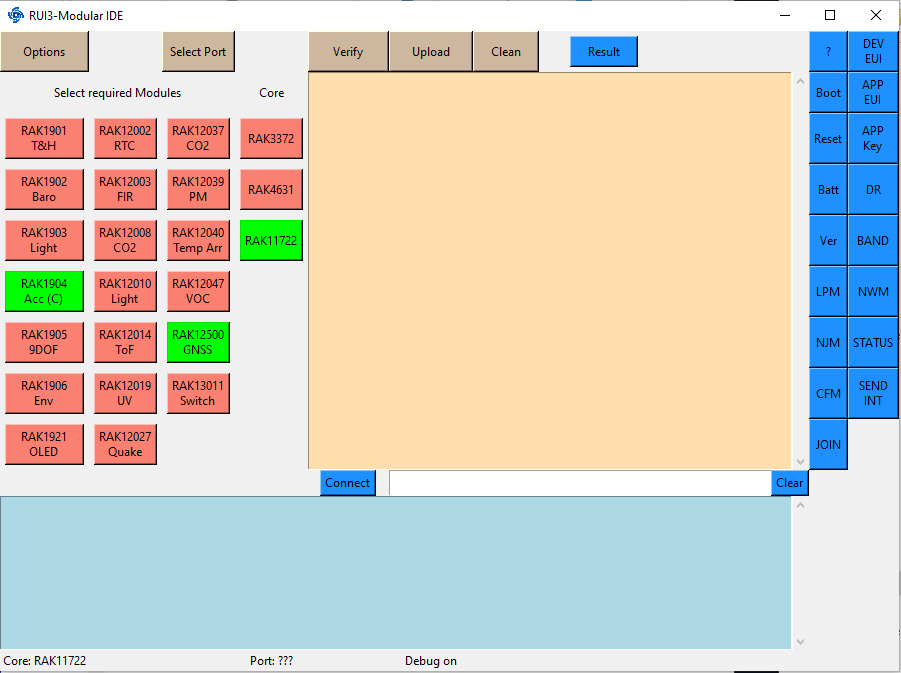 RUI3-Modular IDE
Options
Select Port
Verify
Upload
Clean
Result
?
DEV
EUI
Select required Modules
Core
Boot
APP
EUI
RAK1901
T&H
RAK12002
RTC
RAK12037
CO2
RAK3372
Reset
APP
Key
RAK1902
Baro
RAK12003
FIR
RAK12039
PM
RAK4631
Batt
DR
RAK1903
Light
RAK12008
CO2
RAK12040
Temp Arr
RAK11722
Ver
BAND
RAK1904
Acc (C)
RAK12010
Light
RAK12047
VOC
LPM
NWM
RAK1905
9DOF
RAK12014
ToF
RAK12500
GNSS
NJM
STATUS
RAK1906
Env
RAK12019
UV
RAK13011
Switch
CFM
SEND
INT
RAK1921
OLED
RAK12027
Quake
JOIN
Connect
Clear
Core: RAK11722
Port: ???
Debug on